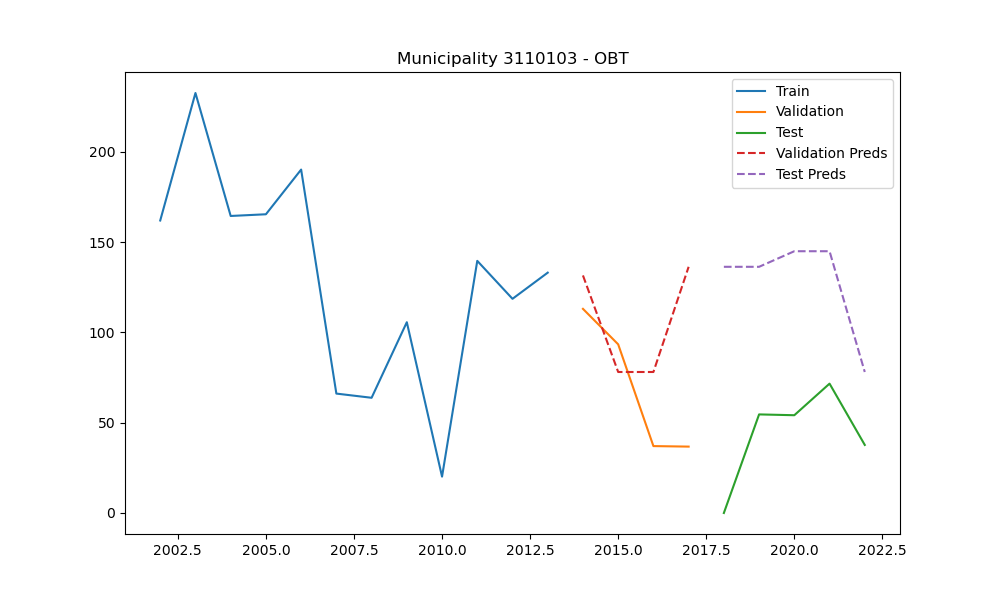 Municipality 3110103 - OBT
Train
Validation
Test
Validation Preds
Test Preds
200
150
100
50
0
2002.5 2005.0 2007.5 2010.0 2012.5 2015.0 2017.5 2020.0 2022.5